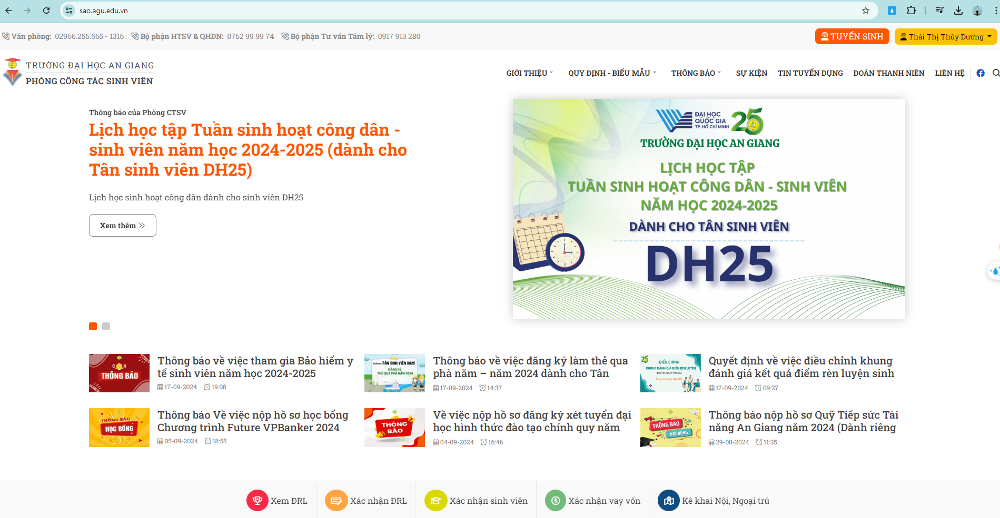 sao.agu.edu.vn
Văn phòng: 02966.256.565 - 1316 Bộ phận HTSV & QHDN: 0762 99 99 74 Bộ phận Tư vấn Tâm lý: 0917 913 280
TUYỂN SINH
Thái Thị Thùy Dương
TRƯỜNG ĐẠI HỌC AN GIANG
PHÒNG CÔNG TÁC SINH VIÊN
GIỚI THIỆU QUY ĐỊNH - BIỂU MẪU THÔNG BÁO SỰ KIỆN TIN TUYỂN DỤNG ĐOÀN THANH NIÊN LIÊN HỆ
Thông báo của Phòng CTSV
Lịch học tập Tuần sinh hoạt công dân -
sinh viên năm học 2024-2025 (dành cho
Tân sinh viên DH25)
Lịch học sinh hoạt công dân dành cho sinh viên DH25
Xem thêm
ĐẠI HỌC
QUỐC GIA
TP. HỒ CHÍ MINH
25
TRƯỜNG ĐẠI HỌC AN GIANG
LỊCH HỌC TẬP
TUẦN SINH HOẠT CÔNG DÂN - SINH VIÊN
NĂM HỌC 2024-2025
DÀNH CHO TÂN SINH VIÊN
DH25
THÔNG BÁO
Thông báo về việc tham gia Bảo hiểm y
tế sinh viên năm học 2024-2025
17-09-2024 19:08
Welcome TÂN SINH VIÊN DH25
ĐĂNG KÝ
THẺ QUA PHÀ NĂM 2024
Thông báo về việc đăng ký làm thẻ qua
phà năm – năm 2024 dành cho Tân
17-09-2024 14:37
25
ĐIỀU CHỈNH
KHUNG ĐÁNH GIÁ ĐIỂM RÈN LUYỆN
Quyết định về việc điều chỉnh khung
đánh giá kết quả điểm rèn luyện sinh
17-09-2024 09:27
THÔNG BÁO
HỌC BỔNG
Thông báo Về việc nộp hồ sơ học bổng
Chương trình Future VPBanker 2024
05-09-2024 18:55
THÔNG
BÁO
Về việc nộp hồ sơ đăng ký xét tuyển đại
học hình thức đào tạo chính quy năm
04-09-2024 16:46
THÔNG BÁO
HỌC BỔNG
Thông báo nộp hồ sơ Quỹ Tiếp sức Tài
năng An Giang năm 2024 (Dành riêng
29-08-2024 11:35
Xem ĐRL
Xác nhận ĐRL
Xác nhận sinh viên
Xác nhận vay vốn
Kê khai Nội, Ngoại trú